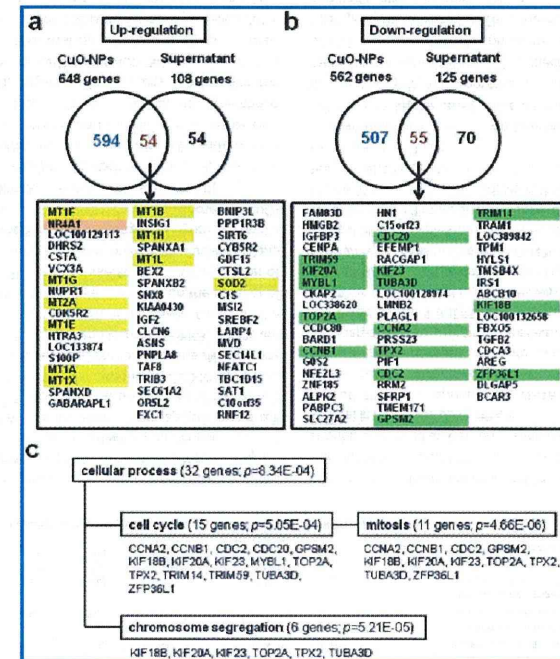 a
Up-regulation
CuO-NPs
648 genes
Supernatant
108 genes
594
54
54
MT1F
NR4A1
LOC100129113
DHRS2
CSTA
VCX3A
MT1G
NUPR1
MT2A
CDK5R2
MT1E
HTRA3
LOC133874
S100P
MT1A
MT1X
SPANXD
GABARAPL1
MT1B
INSIG1
MT1H
SPANXA1
MT1L
BEX2
SPANXB2
SNX8
KIAA0430
IGF2
CLCN6
ASNS
PNPLA8
TAF8
TRIB3
SEC61A2
OR5L2
FXC1
BNIP3L
PPP1R3B
SIRT6
CYB5R2
GDF15
CTSL2
SOD2
C1S
MSI2
SREBF2
LARP4
MVD
SEC14L1
NFATC1
TBC1D15
SAT1
C10orf35
RNF12
b
Down-regulation
CuO-NPs
562 genes
Supernatant
125 genes
507
55
70
FAM83D
HMGB2
IGFBP3
CENPA
TRIM59
KIF20A
MYBL1
CKAP2
LOC338620
TOP2A
CCDC80
BARD1
CCNB1
G0S2
NFE2L3
ZNF185
ALPK2
PABPC3
SLC27A2
HN1
C15orf23
CDC20
EFEMP1
RACGAP1
KIF23
TUBA3D
LOC100128974
LMNB2
PLAGL1
CCNA2
PRSS23
TPX2
PIF1
CDC2
RRM2
SFRP1
TMEM171
GPSM2
TRIM14
TRAM1
LOC389842
TPM1
HYLS1
TMSB4X
IRS1
ABCB10
KIF18B
LOC100132658
FBXO5
TGFB2
CDCA3
AREG
ZFP36L1
DLGAP5
BCAR3
c
cellular process (32 genes; p=8.34E-04)
cell cycle (15 genes; p=5.05E-04)
CCNA2, CCNB1, CDC2, CDC20, GPSM2,
KIF18B, KIF20A, KIF23, MYBL1, TOP2A,
TPX2, TRIM14, TRIM59, TUBA3D,
ZFP36L1
mitosis (11 genes; p=4.66E-06)
CCNA2, CCNB1, CDC2, GPSM2,
KIF18B, KIF20A, KIF23, TOP2A, TPX2,
TUBA3D, ZFP36L1
chromosome segregation (6 genes; p=5.21E-05)
KIF18B, KIF20A, KIF23, TOP2A, TPX2, TUBA3D